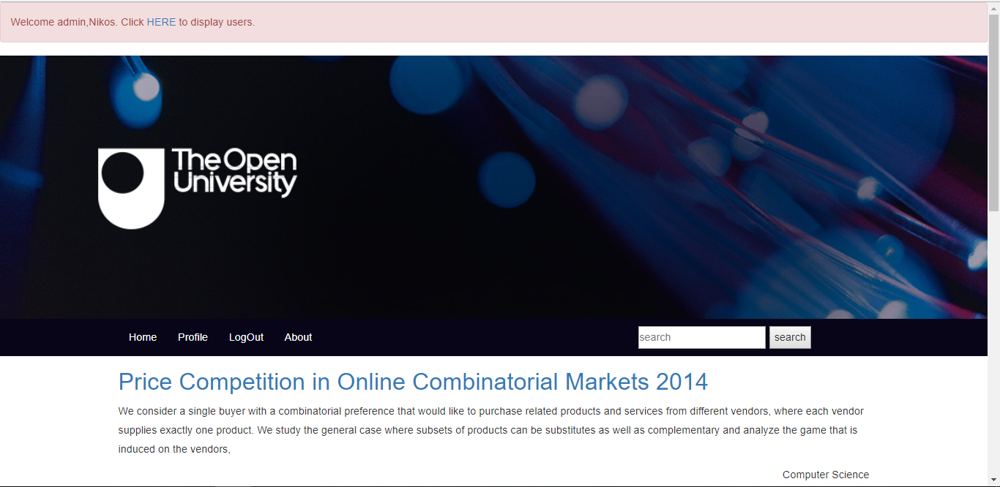 Welcome admin,Nikos. Click HERE to display users.
The Open
University
Home Profile LogOut About search search
Price Competition in Online Combinatorial Markets 2014
We consider a single buyer with a combinatorial preference that would like to purchase related products and services from different vendors, where each vendor
supplies exactly one product. We study the general case where subsets of products can be substitutes as well as complementary and analyze the game that is
induced on the vendors,
Computer Science